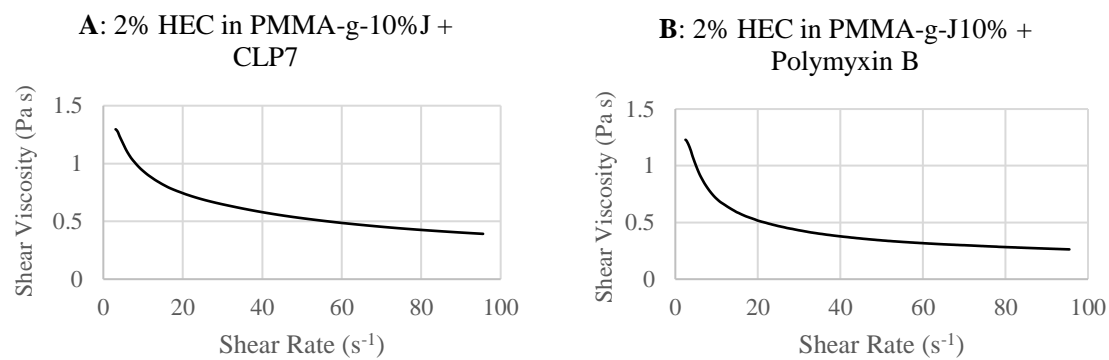 A: 2% HEC in PMMA-g-10%J +
CLP7
Shear Viscosity (Pa s)
1.5
1
0.5
0
0 20 40 60 80 100
Shear Rate (s⁻¹)
B: 2% HEC in PMMA-g-J10% +
Polymyxin B
Shear Viscosity (Pa s)
1.5
1
0.5
0
0 20 40 60 80 100
Shear Rate (s⁻¹)